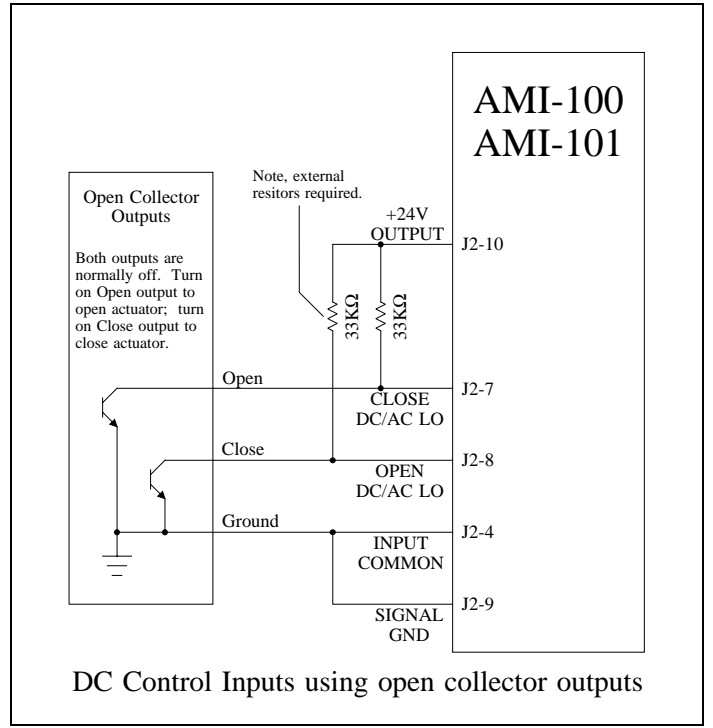 AMI-100
AMI-101
Note, external
resitors required.
Open Collector
Outputs
Both outputs are
normally off. Turn
on Open output to
open actuator; turn
on Close output to
close actuator.
+24V
OUTPUT
J2-10
33KΩ
33KΩ
Open
CLOSE
DC/AC LO
J2-7
Close
OPEN
DC/AC LO
J2-8
Ground
INPUT
COMMON
J2-4
SIGNAL
GND
J2-9
DC Control Inputs using open collector outputs